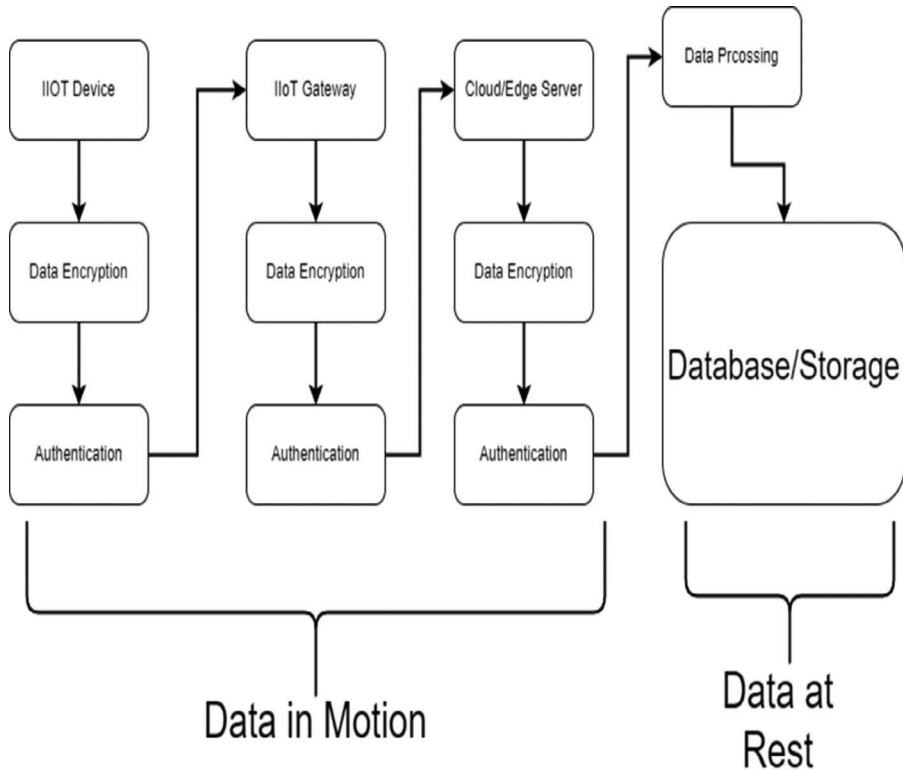 IIOT Device
Data Encryption
Authentication
IIoT Gateway
Data Encryption
Authentication
Cloud/Edge Server
Data Encryption
Authentication
Data Prcossing
Database/Storage
Data in Motion
Data at
Rest